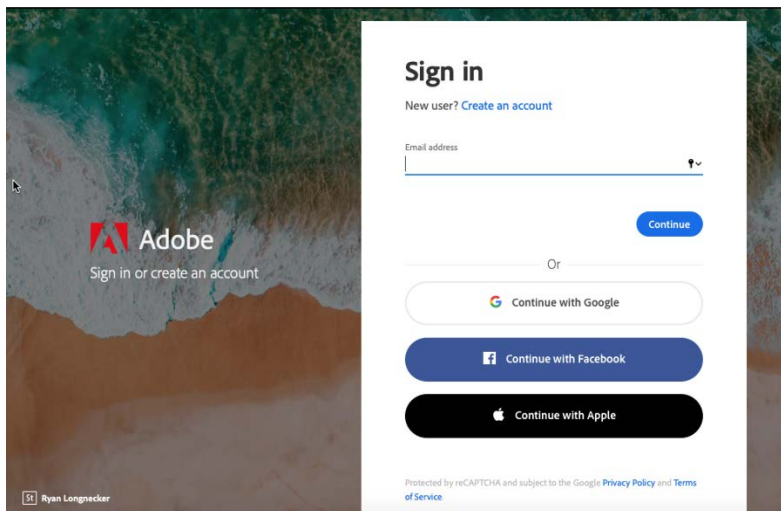 Adobe
Sign in or create an account
St Ryan Longnecker
Sign in
New user? Create an account
Email address
Continue
Or
Continue with Google
Continue with Facebook
Continue with Apple
Protected by reCAPTCHA and subject to the Google Privacy Policy and Terms
of Service.